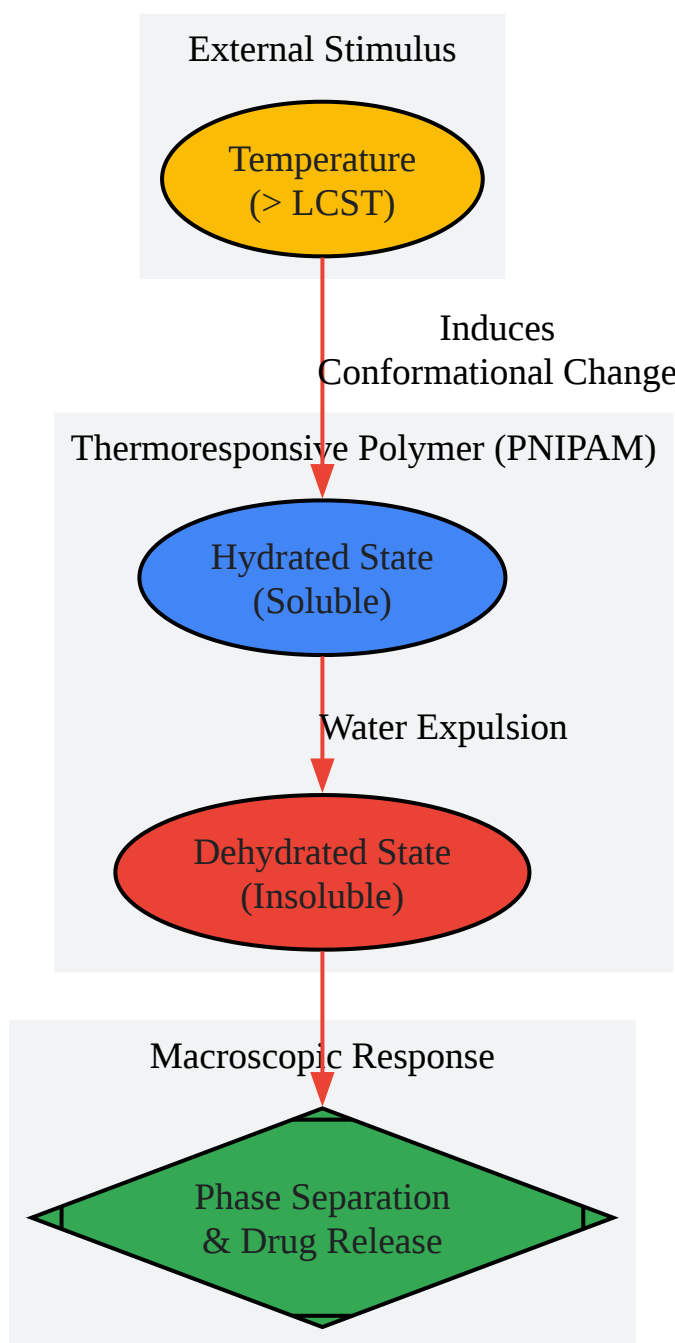 External Stimulus
Temperature
(> LCST)
Induces
Conformational Change
Thermoresponsive Polymer (PNIPAM)
Hydrated State
(Soluble)
Water Expulsion
Dehydrated State
(Insoluble)
Macroscopic Response
Phase Separation
& Drug Release